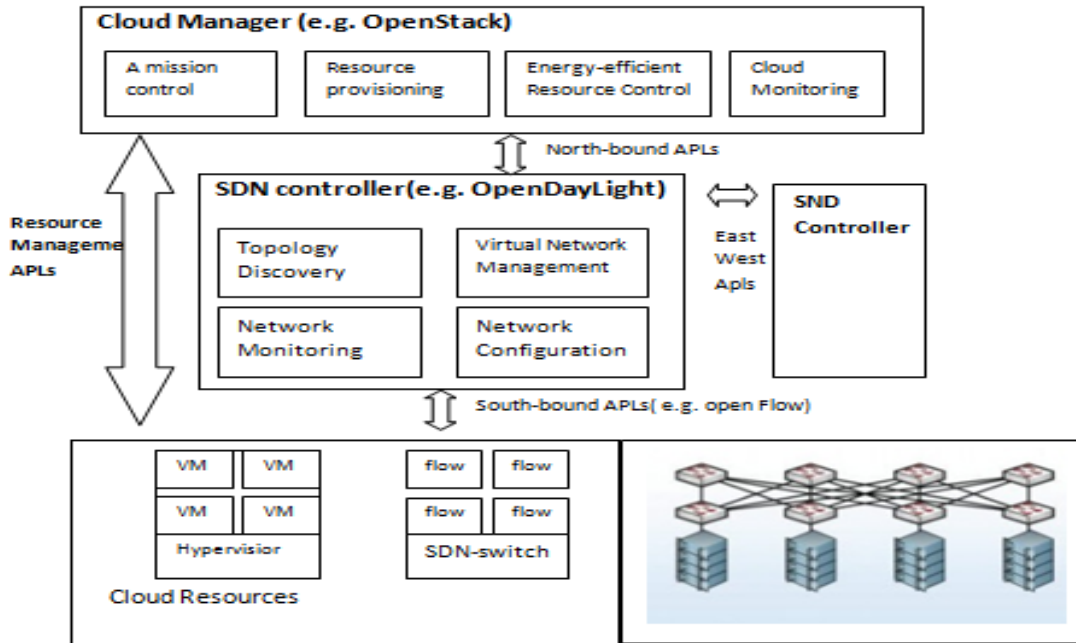 Cloud Manager (e.g. OpenStack)
A mission
control
Resource
provisioning
Energy-efficient
Resource Control
Cloud
Monitoring
North-bound APLs
SDN controller(e.g. OpenDayLight)
Topology
Discovery
Virtual Network
Management
Network
Monitoring
Network
Configuration
Resource
Manageme
APLs
East
West
Apls
SND
Controller
South-bound APLs( e.g. open Flow)
VM
VM
VM
VM
Hypervisior
flow
flow
flow
flow
SDN-switch
Cloud Resources